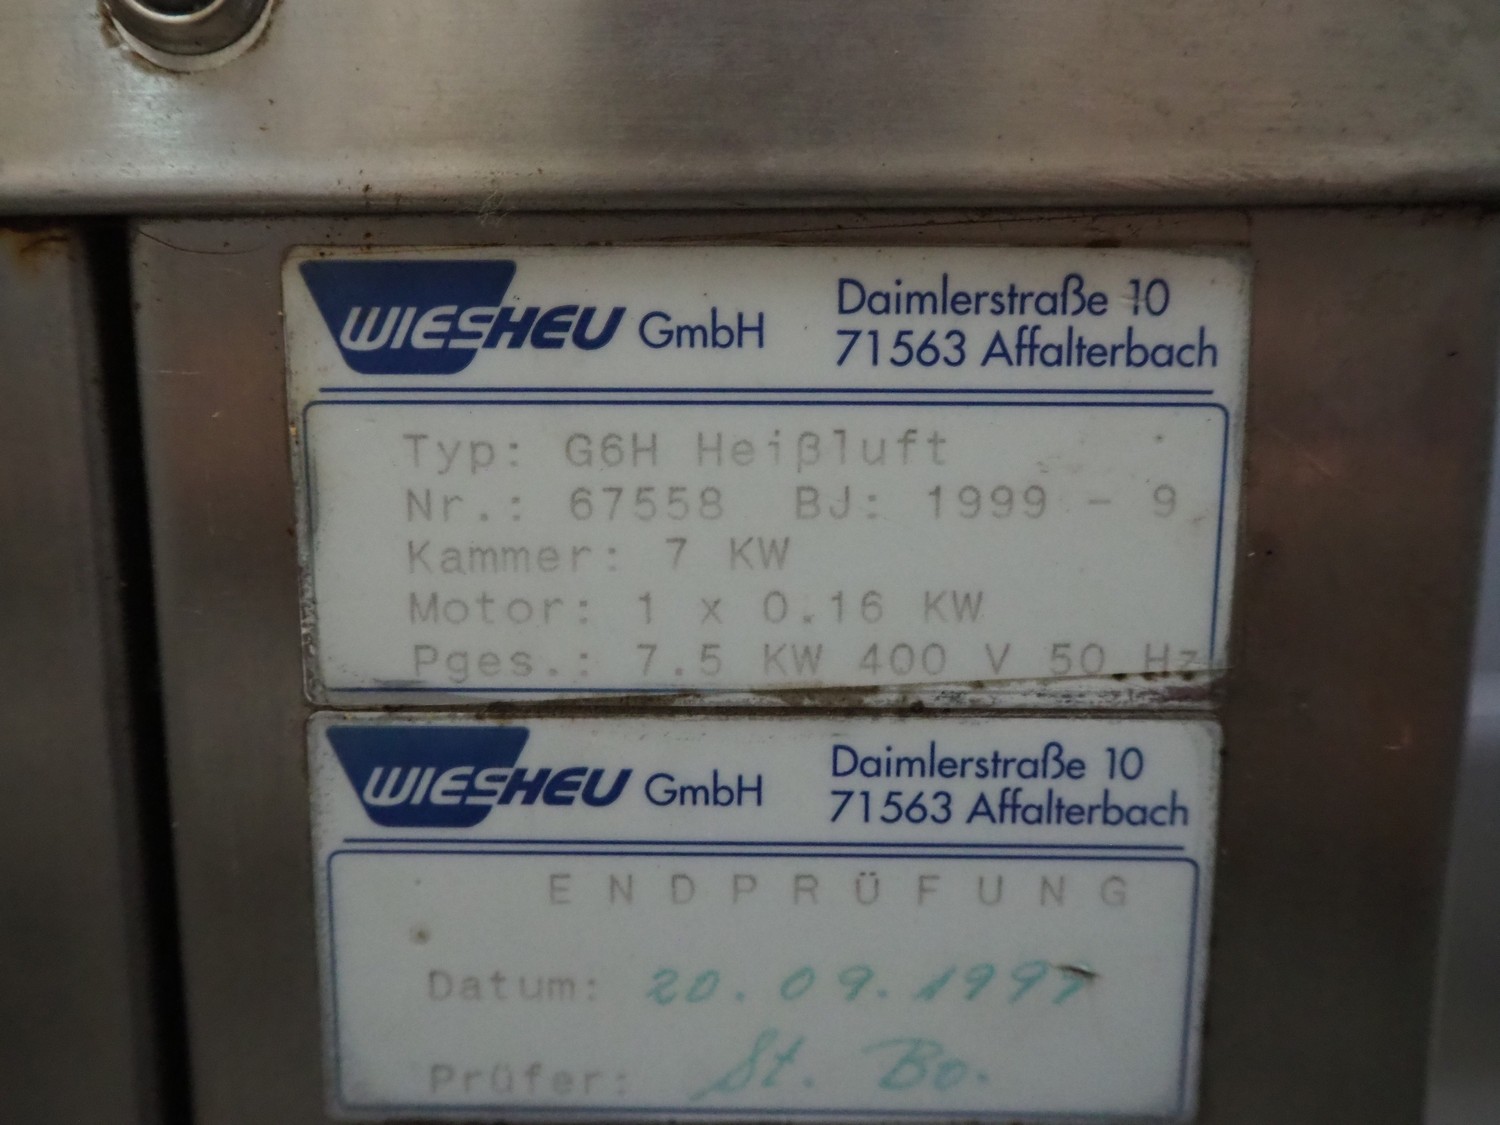 WIESHEU GmbH
Daimlerstraße 10
71563 Affalterbach
Typ: G6H Heißluft
Nr.: 67558 BJ: 1999 - 9
Kammer: 7 KW
Motor: 1 x 0.16 KW
Pges.: 7.5 KW 400 V 50 Hz
WIESHEU GmbH
Daimlerstraße 10
71563 Affalterbach
ENDPRÜFUNG
Datum: 20.09.1999
Prüfer: St. Bo.